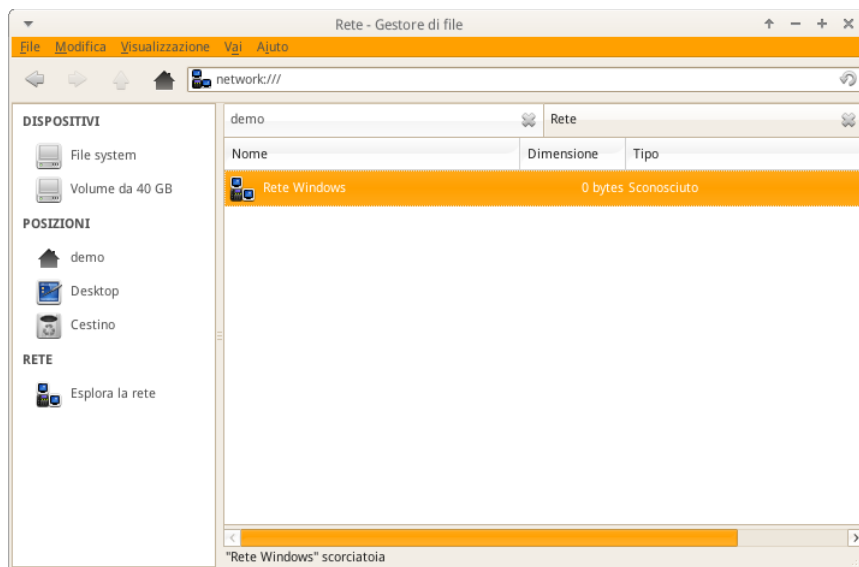 Rete - Gestore di file
File Modifica Visualizzazione Vai Aiuto
network:///
DISPOSITIVI
File system
Volume da 40 GB
POSIZIONI
demo
Desktop
Cestino
RETE
Esplora la rete
demo Rete
Nome Dimensione Tipo
Rete Windows 0 bytes Sconosciuto
"Rete Windows" scorciatoia